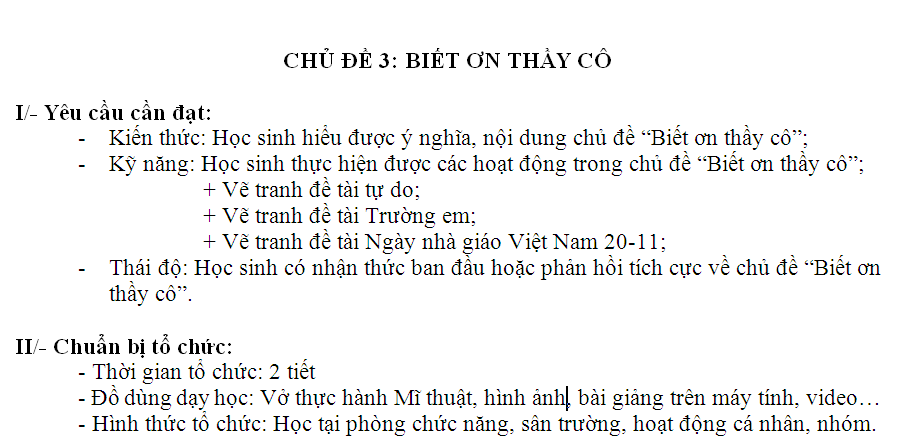 CHỦ ĐỀ 3: BIẾT ƠN THẦY CÔ
I/- Yêu cầu cần đạt:
- Kiến thức: Học sinh hiểu được ý nghĩa, nội dung chủ đề “Biết ơn thầy cô”;
- Kỹ năng: Học sinh thực hiện được các hoạt động trong chủ đề “Biết ơn thầy cô”;
+ Vẽ tranh đề tài tự do;
+ Vẽ tranh đề tài Trường em;
+ Vẽ tranh đề tài Ngày nhà giáo Việt Nam 20-11;
- Thái độ: Học sinh có nhận thức ban đầu hoặc phản hồi tích cực về chủ đề “Biết ơn
thầy cô”.
II/- Chuẩn bị tổ chức:
- Thời gian tổ chức: 2 tiết
- Đồ dùng dạy học: Vở thực hành Mĩ thuật, hình ảnh, bài giảng trên máy tính, video…
- Hình thức tổ chức: Học tại phòng chức năng, sân trường, hoạt động cá nhân, nhóm.